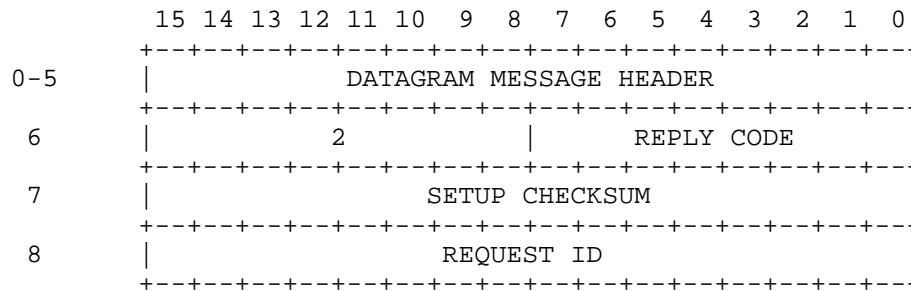 15 14 13 12 11 10 9 8 7 6 5 4 3 2 1 0
+--+--+--+--+--+--+--+--+--+--+--+--+--+--+--+--
0-5 | DATAGRAM MESSAGE HEADER
+--+--+--+--+--+--+--+--+--+--+--+--+--+--+--+--
6 | 2 | REPLY CODE
+--+--+--+--+--+--+--+--+--+--+--+--+--+--+--+--
7 | SETUP CHECKSUM
+--+--+--+--+--+--+--+--+--+--+--+--+--+--+--+--
8 | REQUEST ID
+--+--+--+--+--+--+--+--+--+--+--+--+--+--+--+--